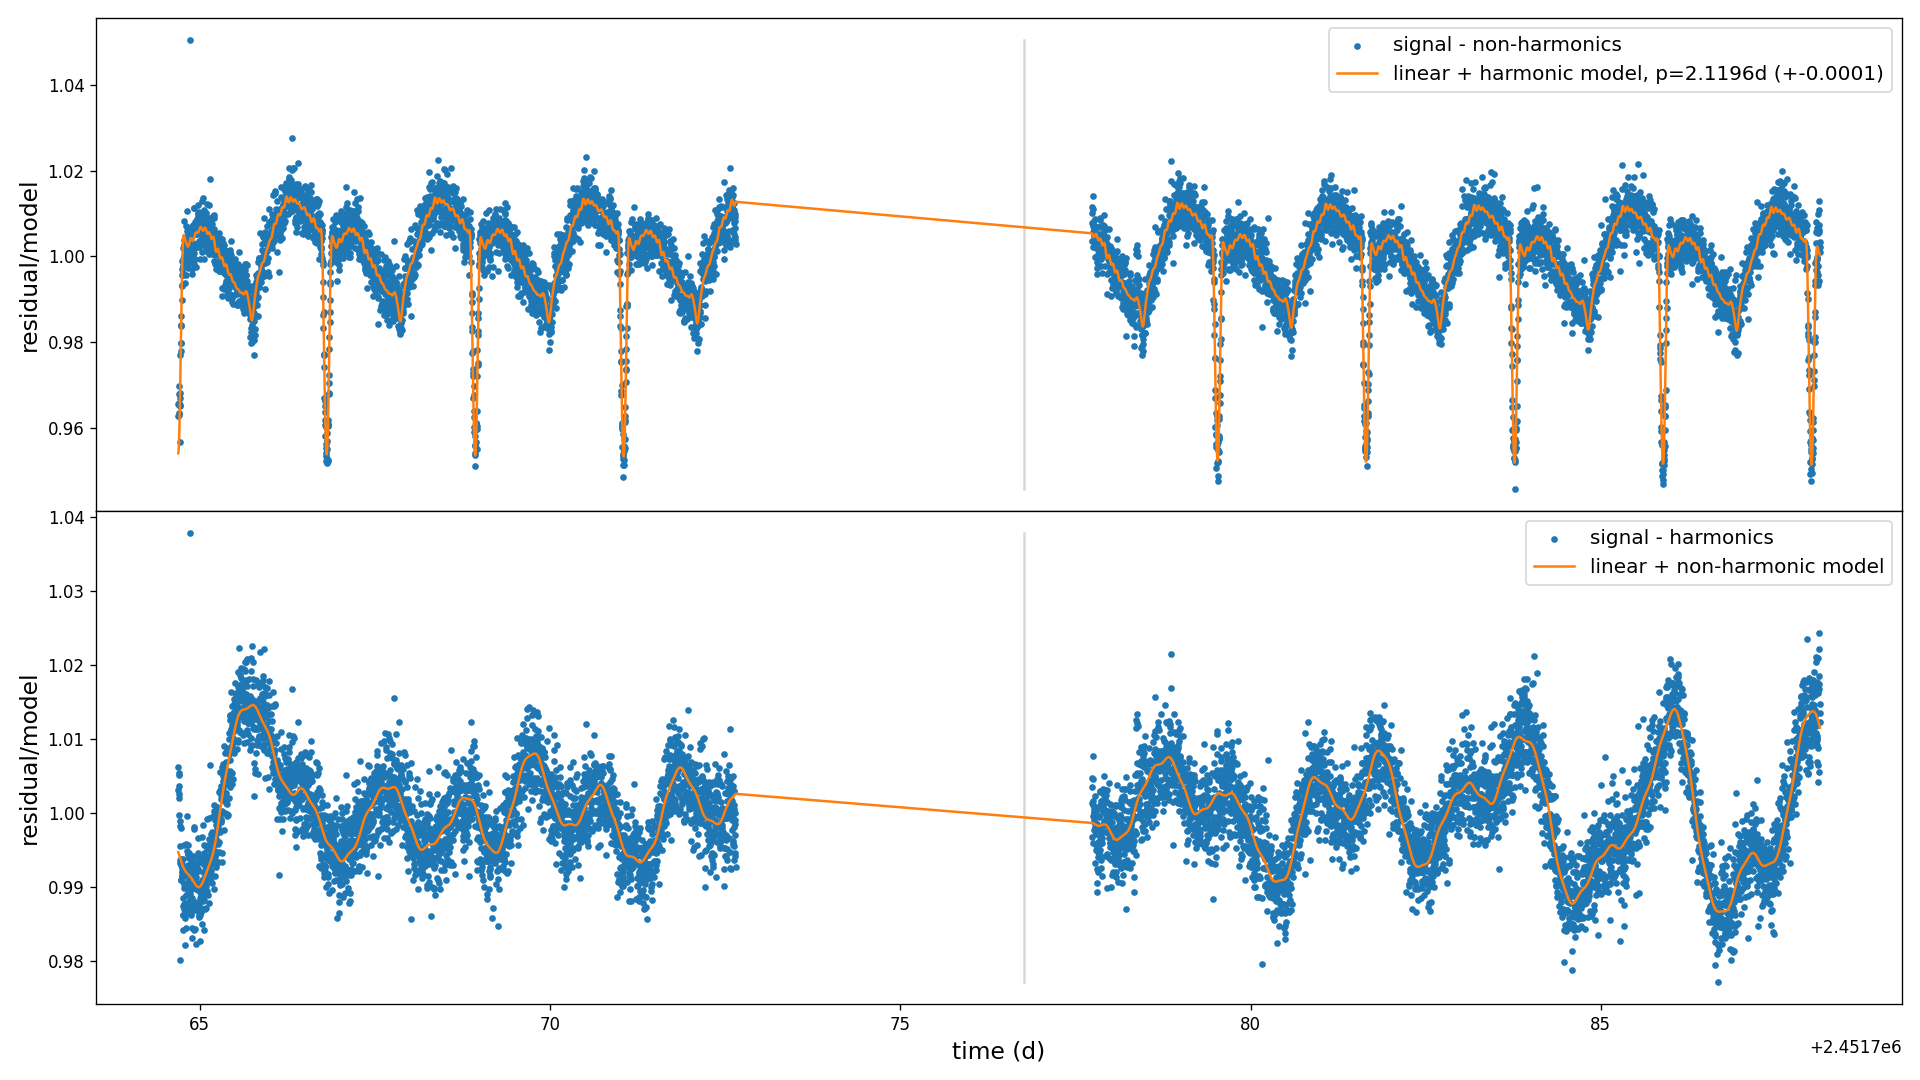 signal - non-harmonics
linear + harmonic model, p=2.1196d (+-0.0001)
1.04
1.02
1.00
0.98
0.96
residual/model
signal - harmonics
linear + non-harmonic model
1.04
1.03
1.02
1.01
1.00
0.99
0.98
residual/model
65
70
75
80
85
time (d)
+2.4517e6